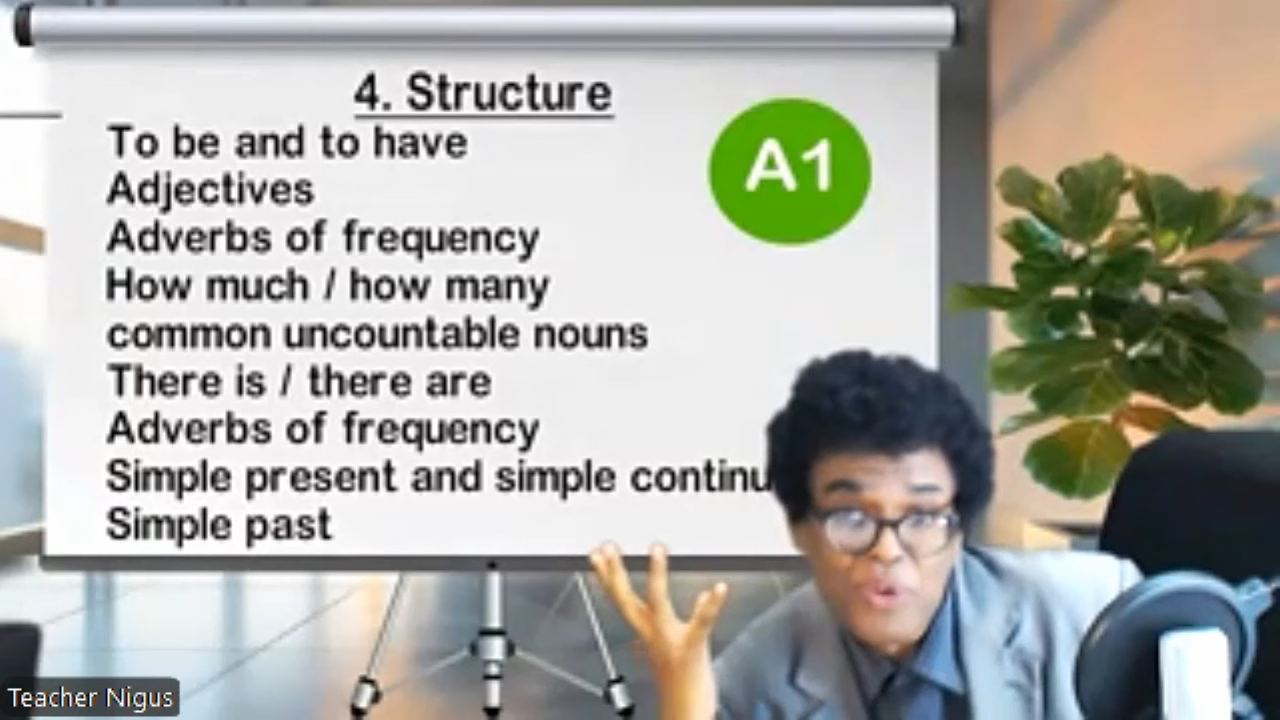 4. Structure
To be and to have
Adjectives
Adverbs of frequency
How much / how many
common uncountable nouns
There is / there are
Adverbs of frequency
Simple present and simple continu
Simple past
A1
Teacher Nigus